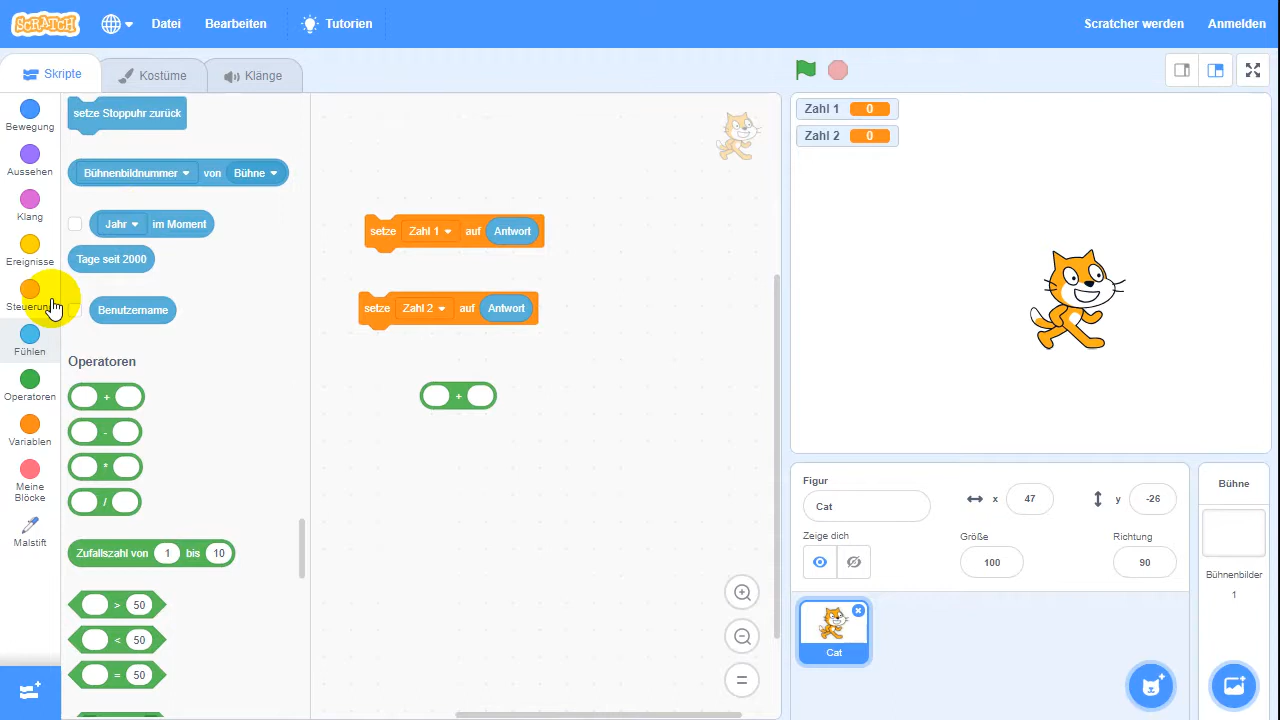 SCRATCH
Datei
Bearbeiten
Tutorien
Scratcher werden
Anmelden
Skripte
Kostüme
Klänge
Bewegung
Aussehen
Klang
Ereignisse
Steuerung
Fühlen
Operatoren
Variablen
Meine
Blöcke
Malstift
setze Stoppuhr zurück
Bühnenbildnummer von Bühne
Jahr im Moment
Tage seit 2000
Benutzername
Operatoren
+
-
*
/
Zufallszahl von 1 bis 10
> 50
< 50
= 50
setze Zahl 1 auf Antwort
setze Zahl 2 auf Antwort
+
Zahl 1 0
Zahl 2 0
Figur
Cat
x 47
y -26
Zeige dich
Größe
100
Richtung
90
Cat
Bühne
Bühnenbilder
1